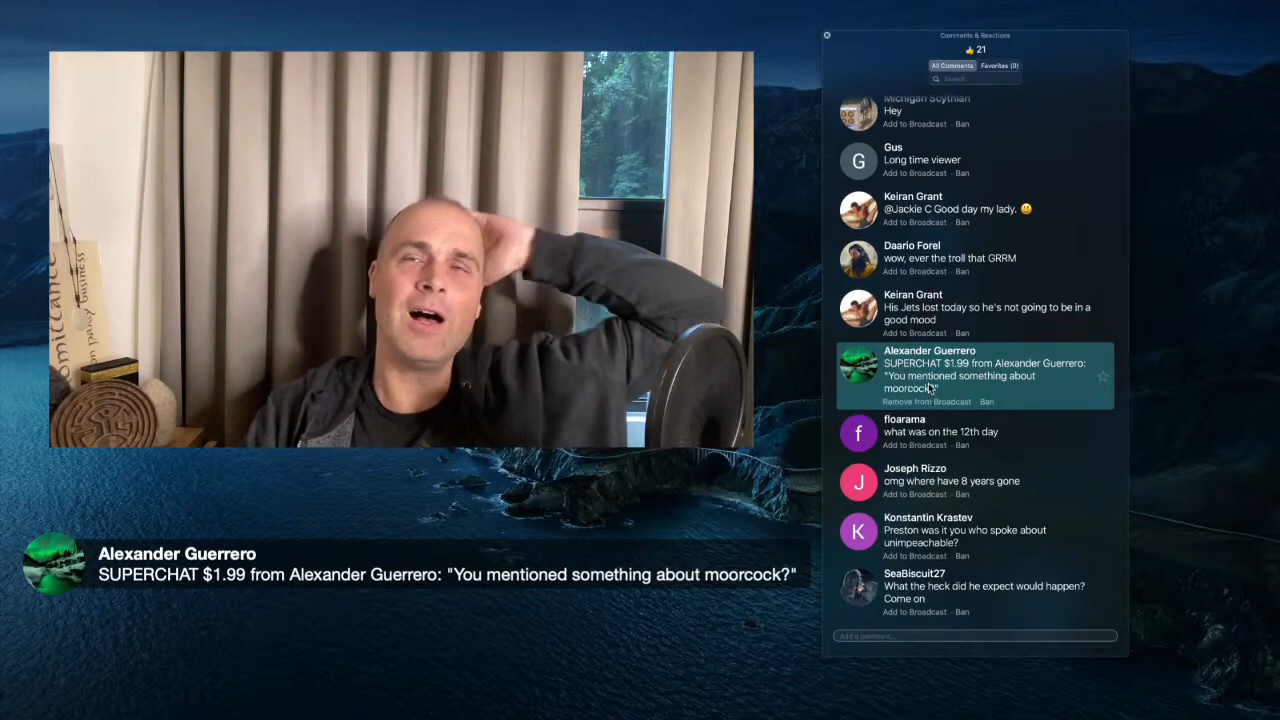 Comments & Reactions
👍 21
All Comments Favorites (0)
Search
Michigan Scythian
Hey
Add to Broadcast - Ban
G
Gus
Long time viewer
Add to Broadcast - Ban
Keiran Grant
@Jackie C Good day my lady. 😃
Add to Broadcast - Ban
Daario Forel
wow, ever the troll that GRRM
Add to Broadcast - Ban
Keiran Grant
His Jets lost today so he's not going to be in a
good mood
Add to Broadcast - Ban
Alexander Guerrero
SUPERCHAT $1.99 from Alexander Guerrero:
"You mentioned something about
moorcock?"
Remove from Broadcast - Ban
f
floarama
what was on the 12th day
Add to Broadcast - Ban
J
Joseph Rizzo
omg where have 8 years gone
Add to Broadcast - Ban
K
Konstantin Krastev
Preston was it you who spoke about
unimpeachable?
Add to Broadcast - Ban
SeaBiscuit27
What the heck did he expect would happen?
Come on
Add to Broadcast - Ban
Add a comment...
omittance
on party business
Alexander Guerrero
SUPERCHAT $1.99 from Alexander Guerrero: "You mentioned something about moorcock?"